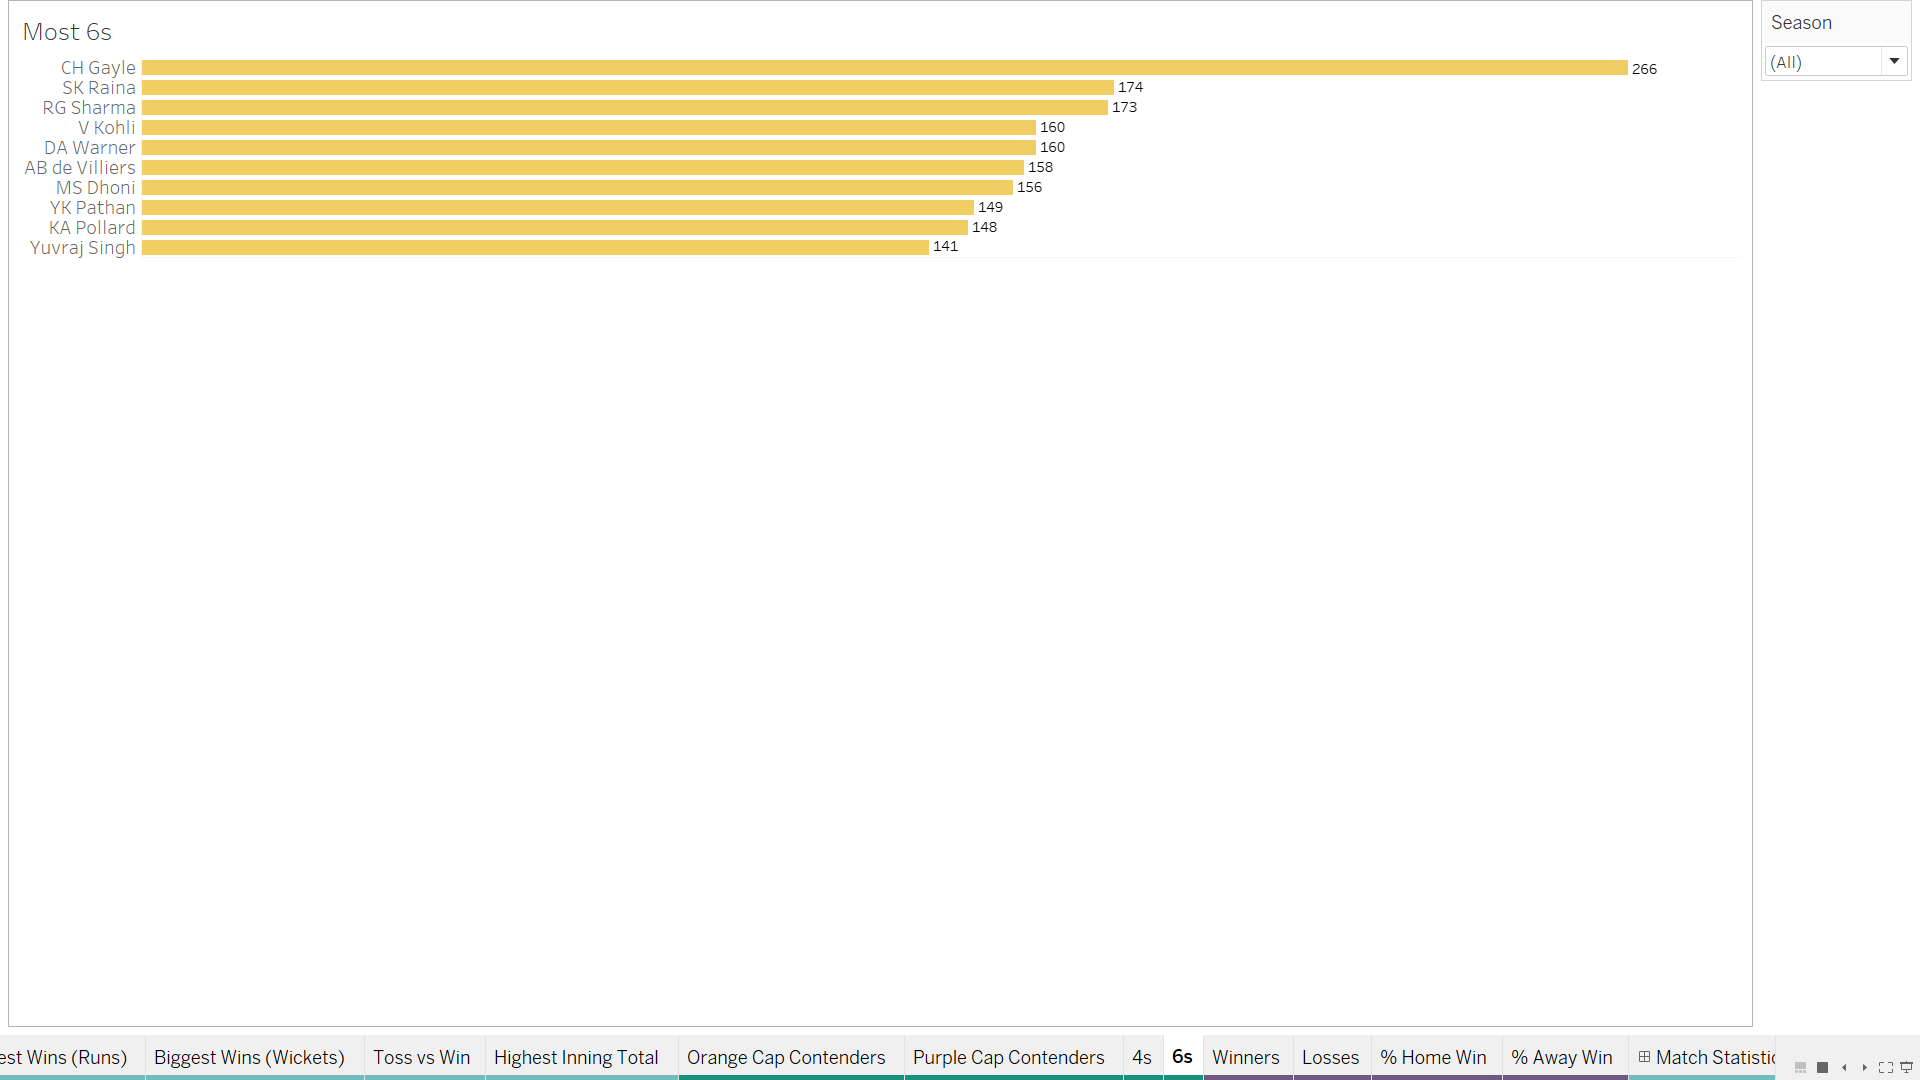 Most 6s
CH Gayle 266
SK Raina 174
RG Sharma 173
V Kohli 160
DA Warner 160
AB de Villiers 158
MS Dhoni 156
YK Pathan 149
KA Pollard 148
Yuvraj Singh 141
Season
(All)
est Wins (Runs) Biggest Wins (Wickets) Toss vs Win Highest Inning Total Orange Cap Contenders Purple Cap Contenders 4s 6s Winners Losses % Home Win % Away Win Match Statistic